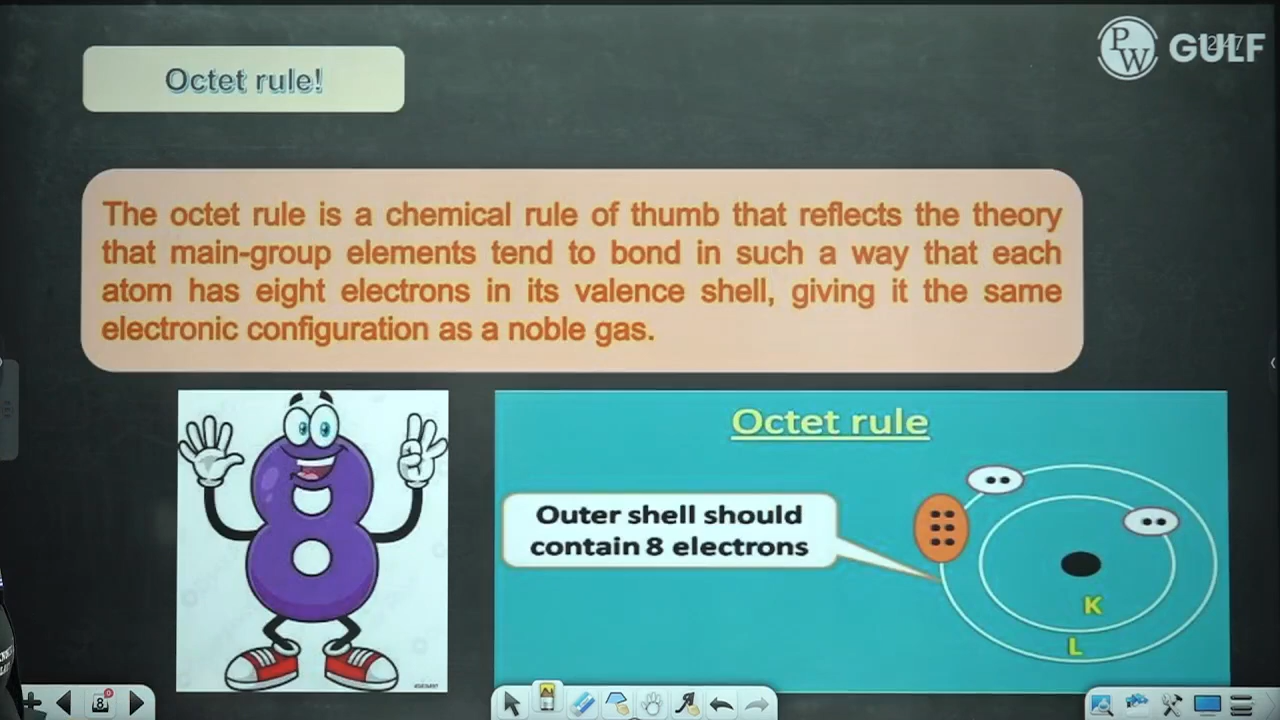 Octet rule!
PW GULF
The octet rule is a chemical rule of thumb that reflects the theory
that main-group elements tend to bond in such a way that each
atom has eight electrons in its valence shell, giving it the same
electronic configuration as a noble gas.
Octet rule
Outer shell should
contain 8 electrons
K
L
8